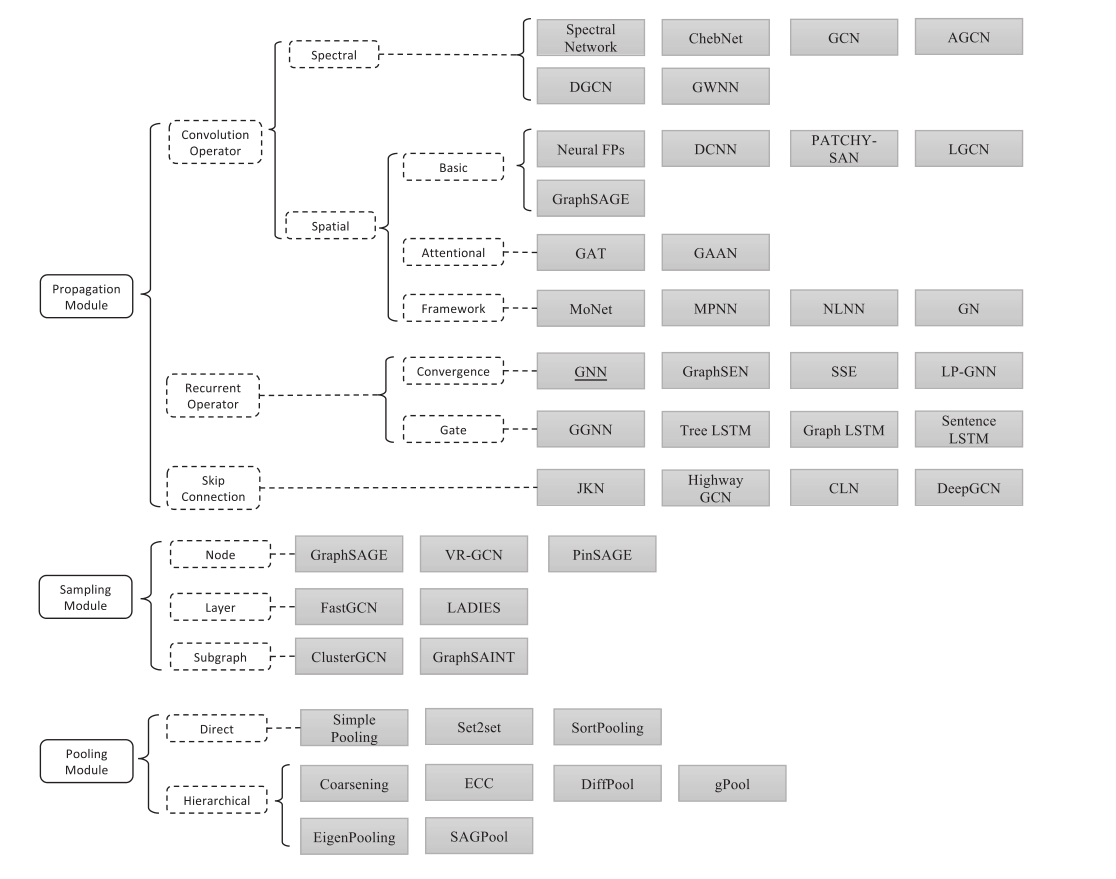 Propagation
Module
Convolution
Operator
Spectral
Spectral
Network
ChebNet
GCN
AGCN
DGCN
GWNN
Spatial
Basic
Neural FPs
DCNN
PATCHY-
SAN
LGCN
GraphSAGE
Attentional
GAT
GAAN
Framework
MoNet
MPNN
NLNN
GN
Recurrent
Operator
Convergence
GNN
GraphSEN
SSE
LP-GNN
Gate
GGNN
Tree LSTM
Graph LSTM
Sentence
LSTM
Skip
Connection
JKN
Highway
GCN
CLN
DeepGCN
Sampling
Module
Node
GraphSAGE
VR-GCN
PinSAGE
Layer
FastGCN
LADIES
Subgraph
ClusterGCN
GraphSAINT
Pooling
Module
Direct
Simple
Pooling
Set2set
SortPooling
Hierarchical
Coarsening
ECC
DiffPool
gPool
EigenPooling
SAGPool